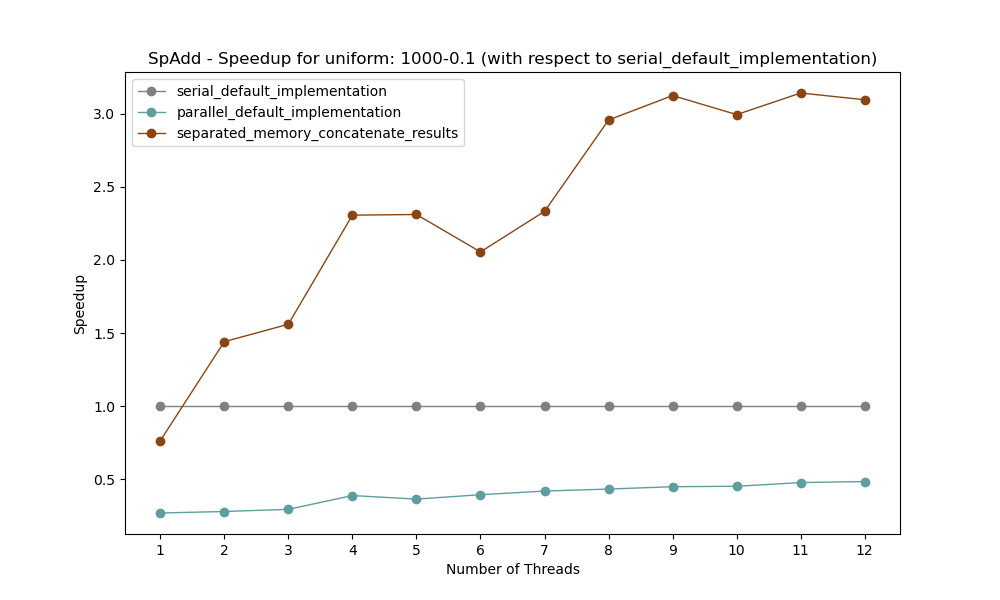 SpAdd - Speedup for uniform: 1000-0.1 (with respect to serial_default_implementation)
serial_default_implementation
parallel_default_implementation
separated_memory_concatenate_results
3.0
2.5
2.0
1.5
1.0
0.5
Speedup
1 2 3 4 5 6 7 8 9 10 11 12
Number of Threads